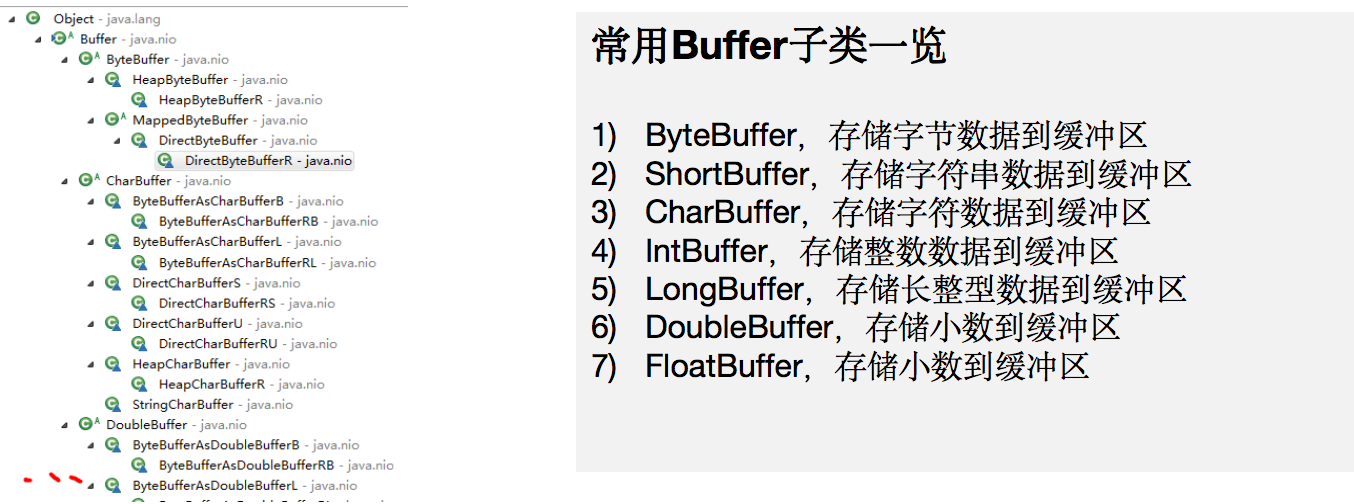 Object - java.lang
Buffer - java.nio
ByteBuffer - java.nio
HeapByteBuffer - java.nio
HeapByteBufferR - java.nio
MappedByteBuffer - java.nio
DirectByteBuffer - java.nio
DirectByteBufferR - java.nio
CharBuffer - java.nio
ByteBufferAsCharBufferB - java.nio
ByteBufferAsCharBufferRB - java.nio
ByteBufferAsCharBufferL - java.nio
ByteBufferAsCharBufferRL - java.nio
DirectCharBufferS - java.nio
DirectCharBufferRS - java.nio
DirectCharBufferU - java.nio
DirectCharBufferRU - java.nio
HeapCharBuffer - java.nio
HeapCharBufferR - java.nio
StringCharBuffer - java.nio
DoubleBuffer - java.nio
ByteBufferAsDoubleBufferB - java.nio
ByteBufferAsDoubleBufferRB - java.nio
ByteBufferAsDoubleBufferL - java.nio
常用Buffer子类一览
1) ByteBuffer，存储字节数据到缓冲区
2) ShortBuffer，存储字符串数据到缓冲区
3) CharBuffer，存储字符数据到缓冲区
4) IntBuffer，存储整数数据到缓冲区
5) LongBuffer，存储长整型数据到缓冲区
6) DoubleBuffer，存储小数到缓冲区
7) FloatBuffer，存储小数到缓冲区